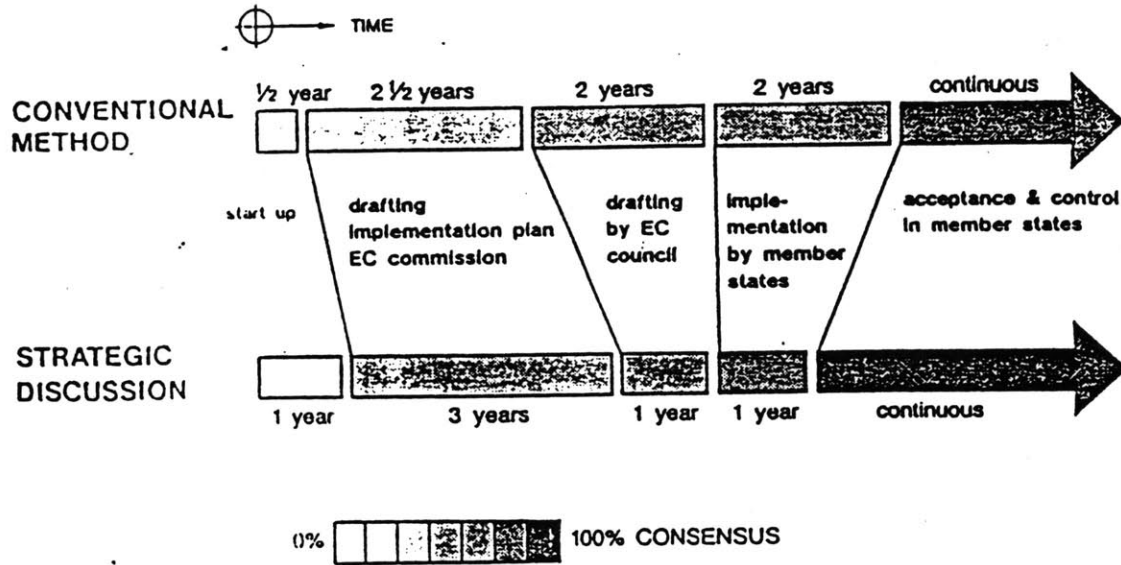 TIME
½ year
2 ½ years
2 years
2 years
continuous
CONVENTIONAL
METHOD
start up
drafting
implementation plan
EC commission
drafting
by EC
council
imple-
mentation
by member
states
acceptance & control
in member states
STRATEGIC
DISCUSSION
1 year
3 years
1 year
1 year
continuous
0%
100% CONSENSUS